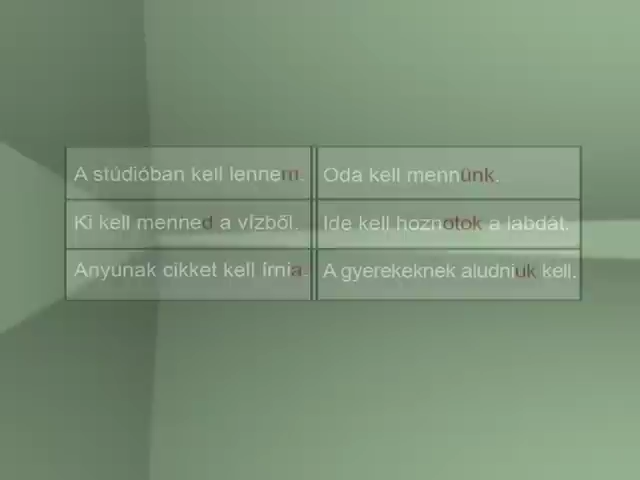 A stúdióban kell lennem. Oda kell mennünk.
Ki kell menned a vízből. Ide kell hoznotok a labdát.
Anyunak cikket kell írnia. A gyerekeknek aludniuk kell.